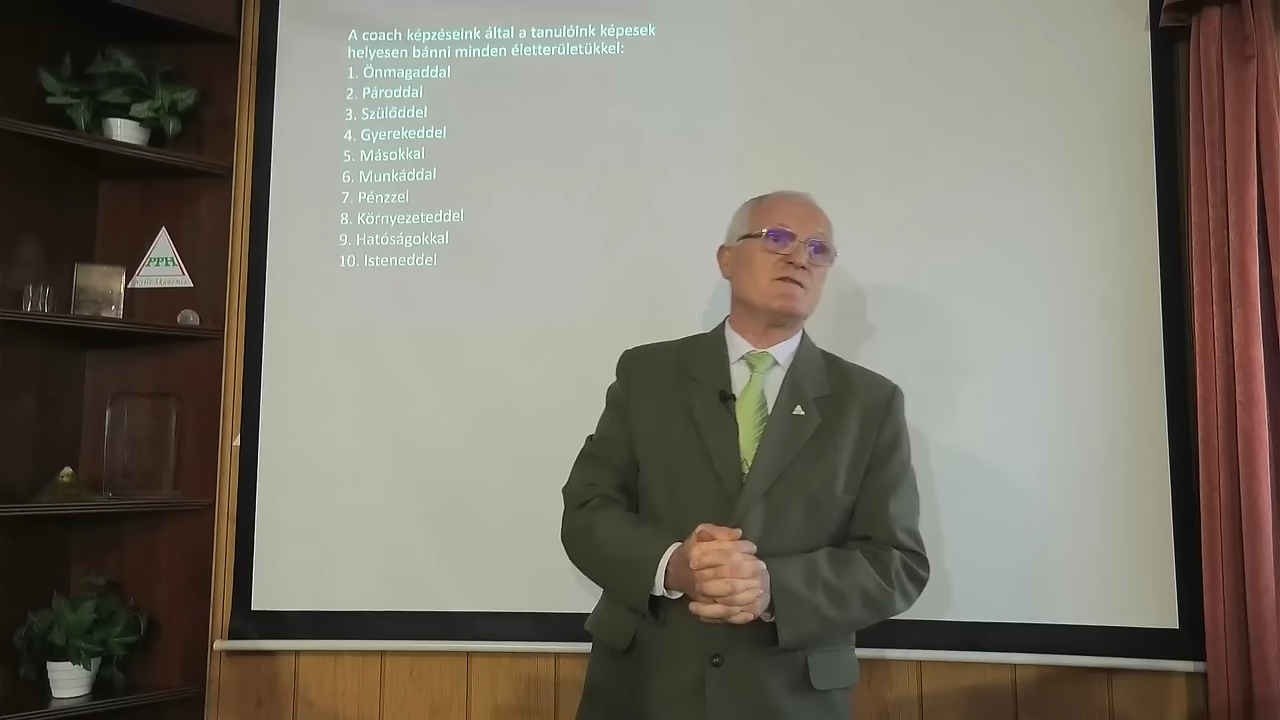 A coach képzéseink által a tanulóink képesek
helyesen bánni minden életterületükkel:
1. Önmagaddal
2. Pároddal
3. Szülőddel
4. Gyerekeddel
5. Másokkal
6. Munkáddal
7. Pénzzel
8. Környezeteddel
9. Hatóságokkal
10. Isteneddel
PPH